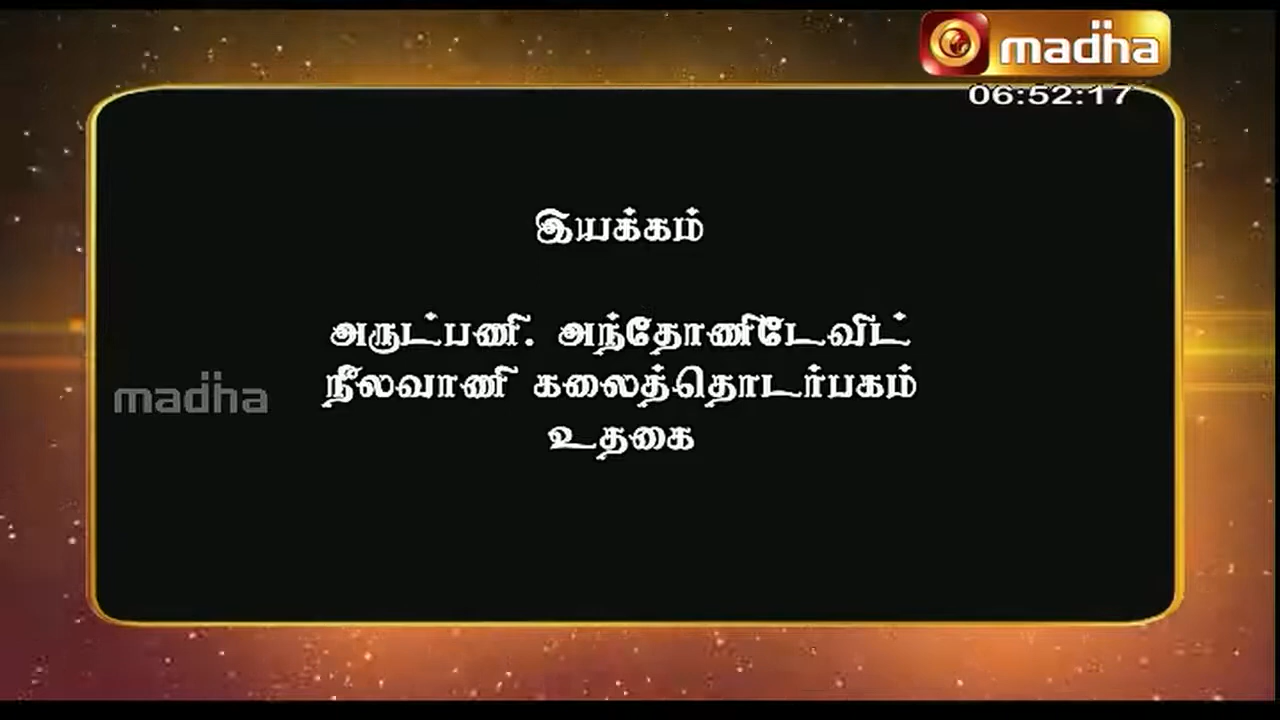 madha
06:52:17
இயக்கம்
அருட்பணி. அந்தோணிடேவிட்
நீலவாணி கலைத்தொடர்பகம்
உதகை
madha